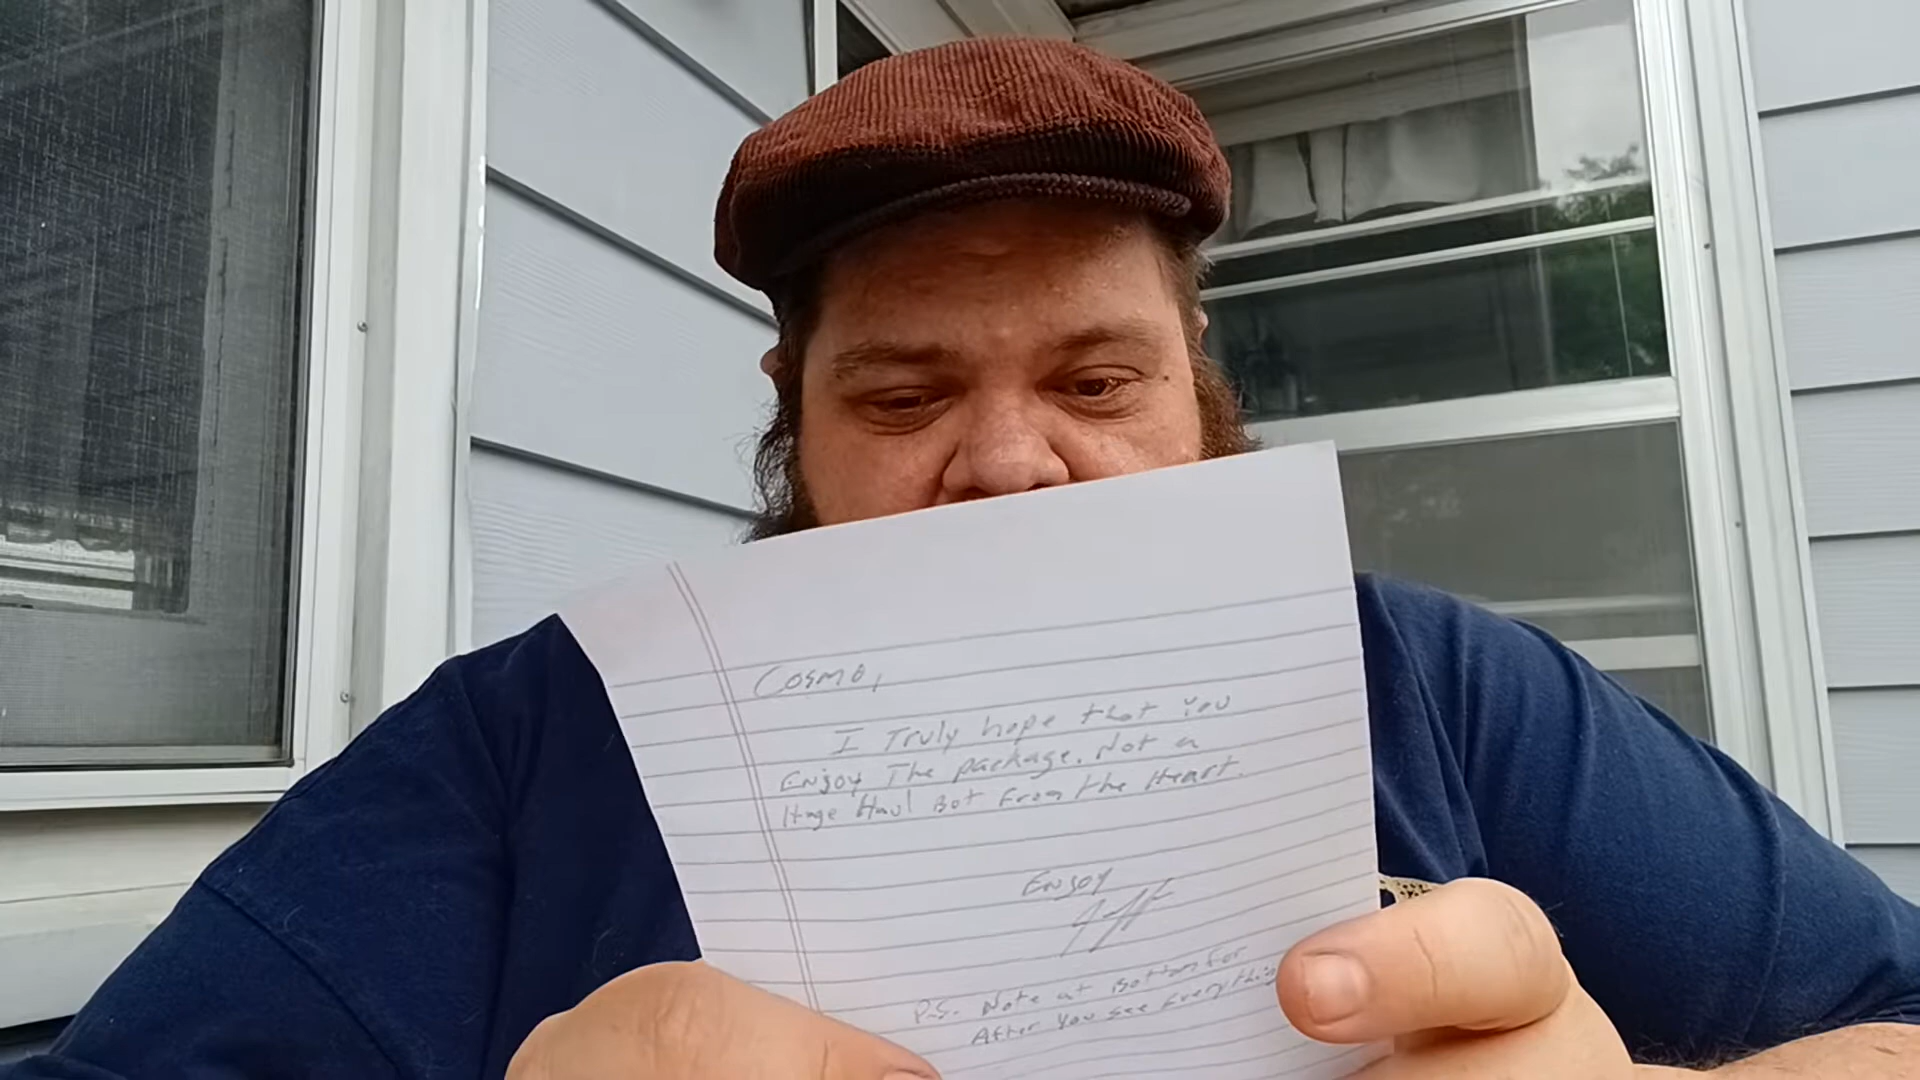 Cosmo,
I Truly hope that You
Enjoy The package. Not a
Huge Haul But From the Heart.
Enjoy
Jeff
P.S. Note at Bottom For
After You see Everything